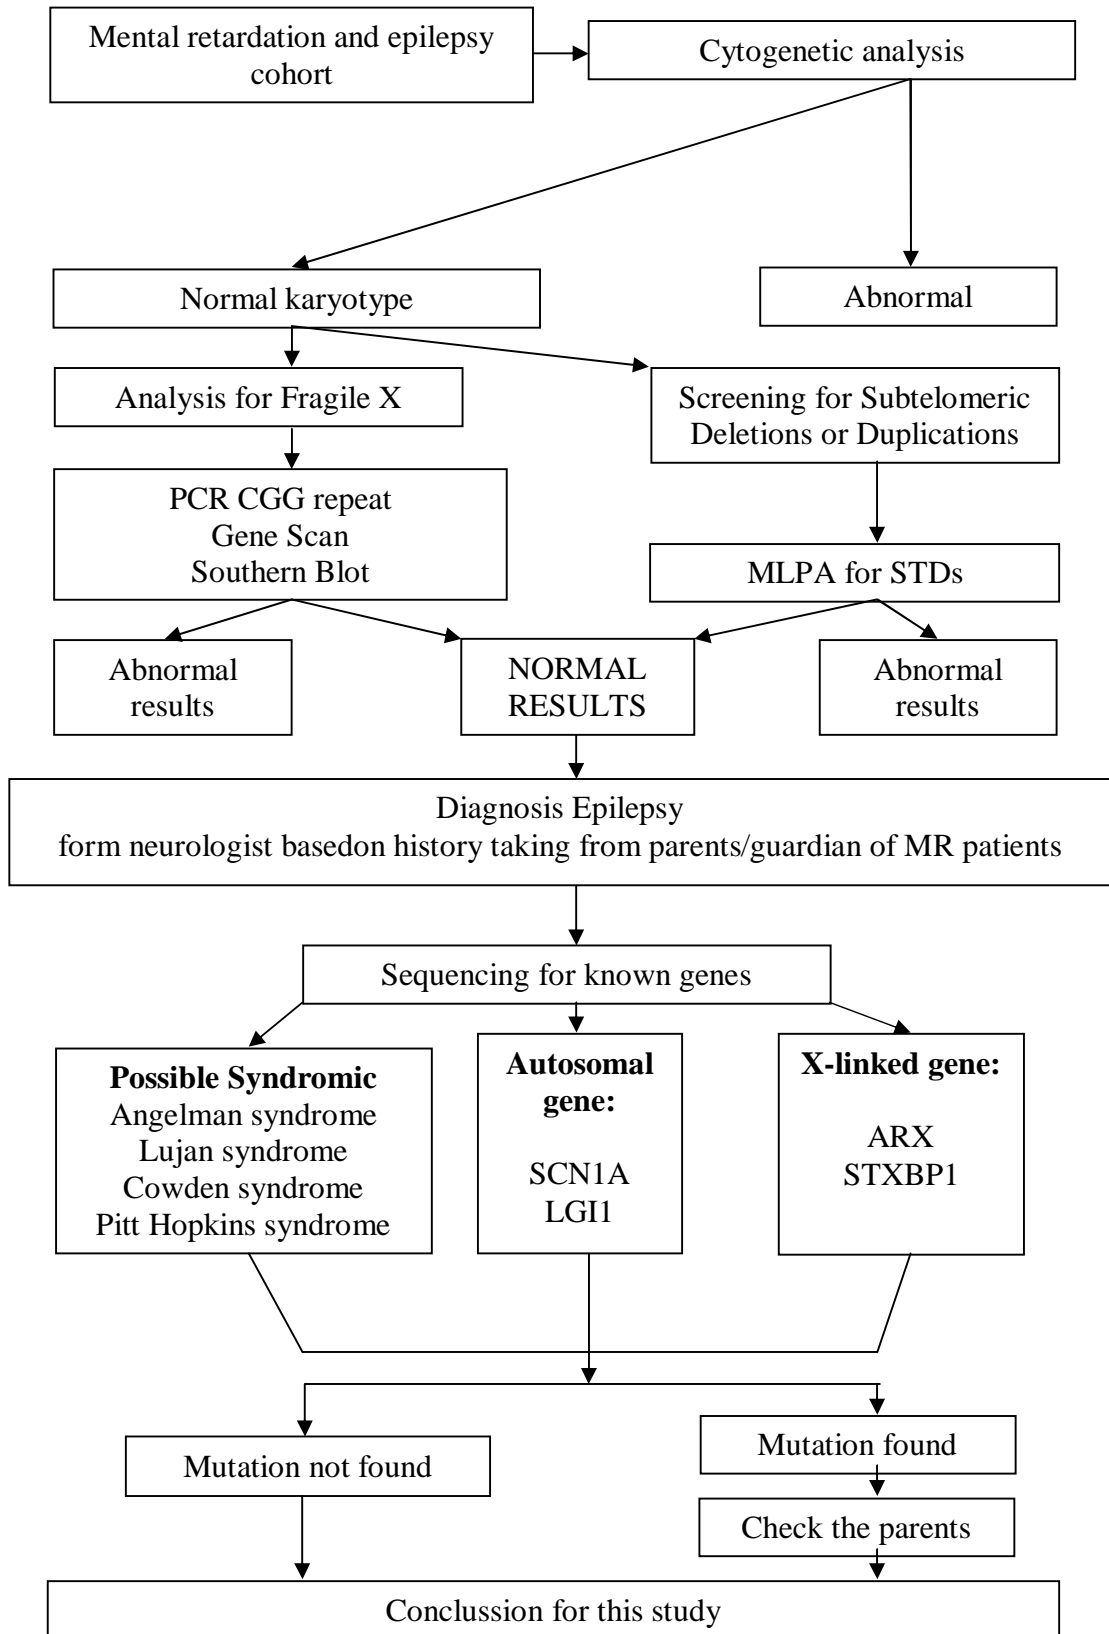 Mental retardation and epilepsy
cohort
Cytogenetic analysis
Normal karyotype
Abnormal
Analysis for Fragile X
Screening for Subtelomeric
Deletions or Duplications
PCR CGG repeat
Gene Scan
Southern Blot
MLPA for STDs
Abnormal
results
NORMAL
RESULTS
Abnormal
results
Diagnosis Epilepsy
form neurologist basedon history taking from parents/guardian of MR patients
Sequencing for known genes
Possible Syndromic
Angelman syndrome
Lujan syndrome
Cowden syndrome
Pitt Hopkins syndrome
Autosomal
gene:
SCN1A
LGI1
X-linked gene:
ARX
STXBP1
Mutation not found
Mutation found
Check the parents
Conclussion for this study